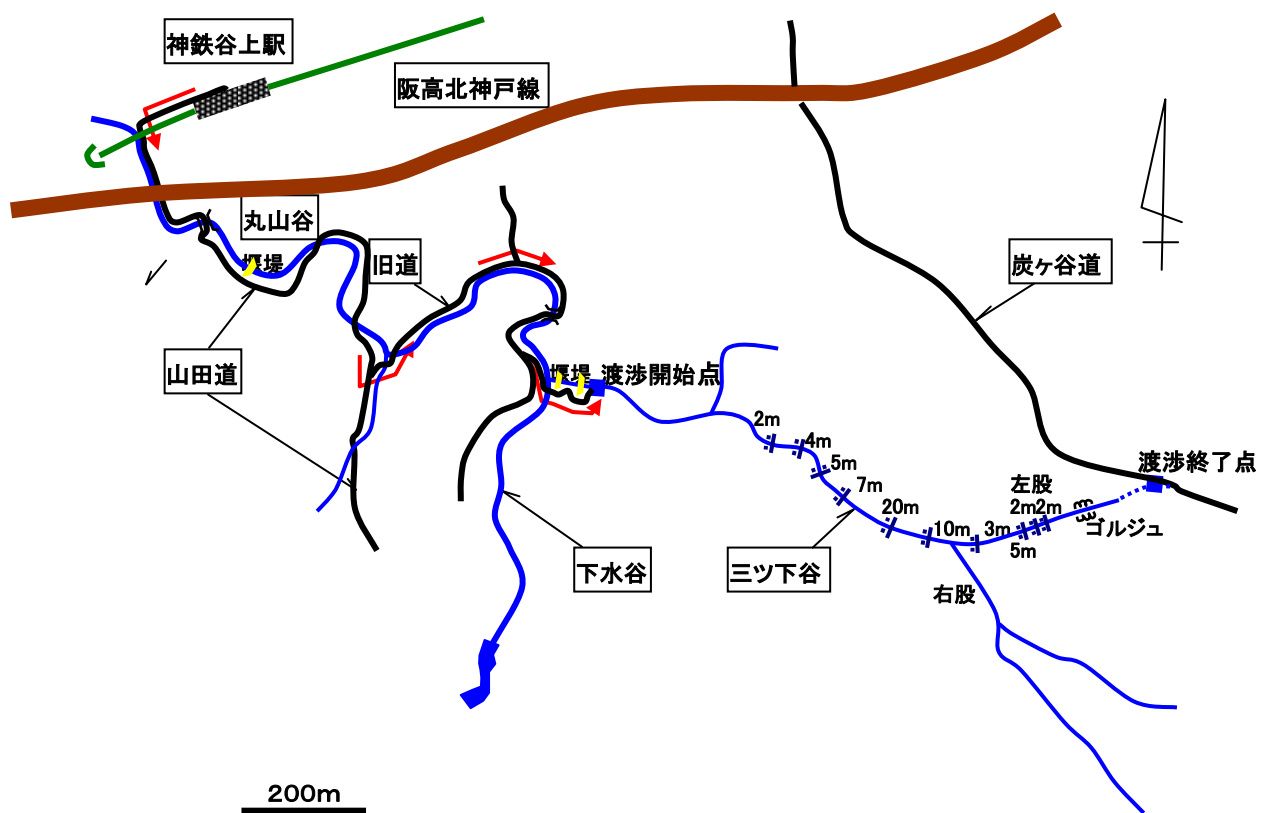 神鉄谷上駅
阪高北神戸線
丸山谷
堰堤
旧道
炭ヶ谷道
山田道
堰堤
渡渉開始点
2m
4m
5m
7m
20m
10m
3m
左股
2m2m
5m
ゴルジュ
渡渉終了点
右股
下水谷
三ツ下谷
200m